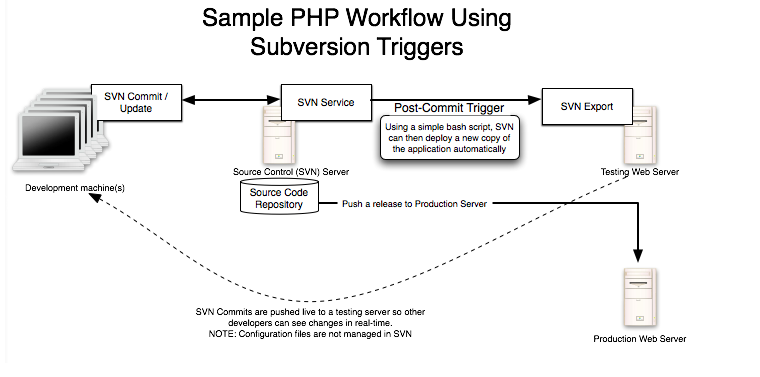 Sample PHP Workflow Using
Subversion Triggers
SVN Commit /
Update
SVN Service
Post-Commit Trigger
SVN Export
Using a simple bash script, SVN
can then deploy a new copy of
the application automatically
Source Control (SVN) Server
Testing Web Server
Development machine(s)
Source Code
Repository
Push a release to Production Server
SVN Commits are pushed live to a testing server so other
developers can see changes in real-time.
NOTE: Configuration files are not managed in SVN
Production Web Server